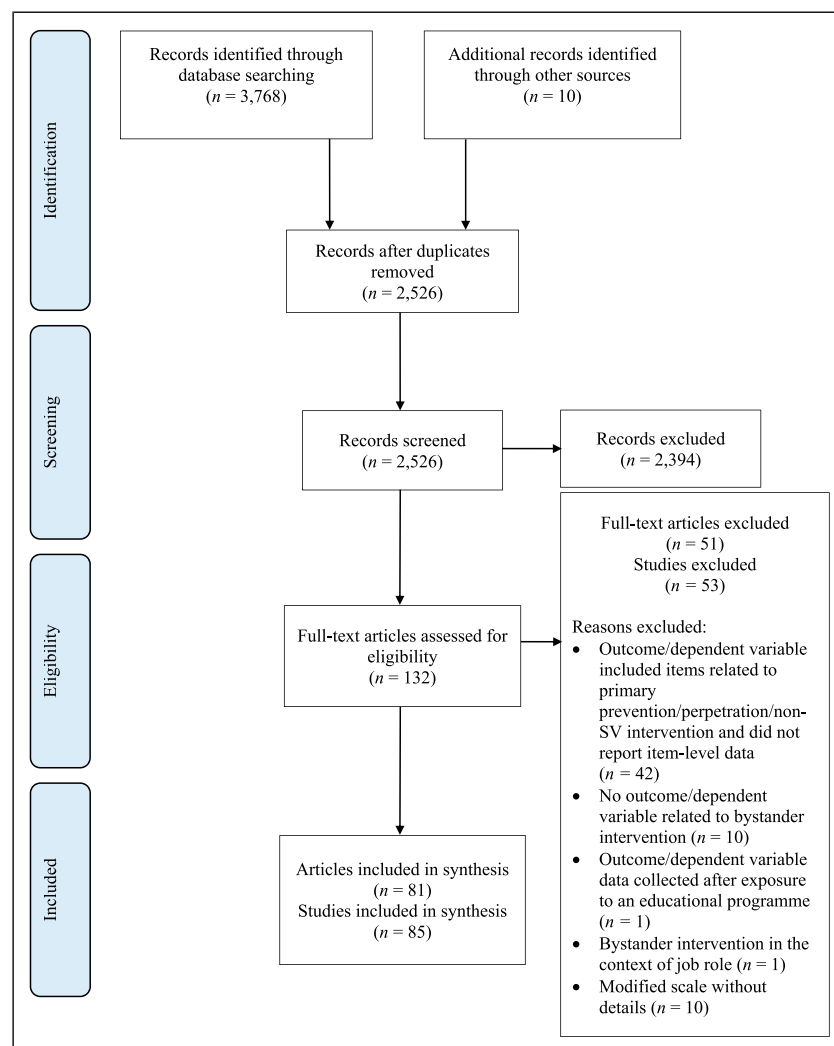 Identification
Records identified through
database searching
(n = 3,768)
Additional records identified
through other sources
(n = 10)
Records after duplicates
removed
(n = 2,526)
Screening
Records screened
(n = 2,526)
Records excluded
(n = 2,394)
Eligibility
Full-text articles assessed for
eligibility
(n = 132)
Full-text articles excluded
(n = 51)
Studies excluded
(n = 53)
Reasons excluded:
• Outcome/dependent variable
included items related to
primary
prevention/perpetration/non-
SV intervention and did not
report item-level data
(n = 42)
• No outcome/dependent
variable related to bystander
intervention (n = 10)
• Outcome/dependent variable
data collected after exposure
to an educational programme
(n = 1)
• Bystander intervention in the
context of job role (n = 1)
• Modified scale without
details (n = 10)
Included
Articles included in synthesis
(n = 81)
Studies included in synthesis
(n = 85)